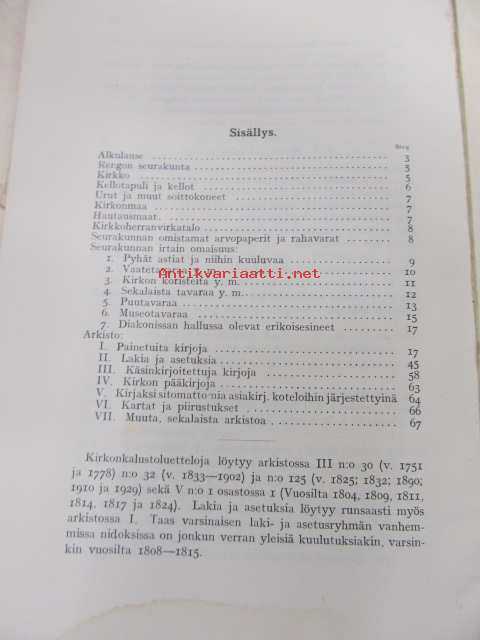 Sisällys.
Sivu
Alkulause 3
Rengon seurakunta 5
Kirkko 5
Kellotapuli ja kellot 6
Urut ja muut soittokoneet 7
Kirkonmaa 7
Hautausmaat. 7
Kirkkoherranvirkatalo 8
Seurakunnan omistamat arvopaperit ja rahavarat 8
Seurakunnan irtain omaisuus:
1. Pyhät astiat ja niihin kuuluvaa 9
2. 10
Antikvariaatti.net
3. Kirkon koristeita y. m. 11
4. Sekalaista tavaraa y. m. 12
5. Puutavaraa 13
6. Museotavaraa 15
7. Diakonissan hallussa olevat erikoisesineet 17
Arkisto:
I. Painetuita kirjoja 17
II. Lakia ja asetuksia 45
III. Käsinkirjoitettuja kirjoja 58
IV. Kirkon pääkirjoja 63
V. Kirjaksi sitomattomia asiakirj. koteloihin järjestettyinä 64
VI. Kartat ja piirustukset 66
VII. Muuta, sekalaista arkistoa 67
Kirkonkalustoluetteloja löytyy arkistossa III n:o 30 (v. 1751
ja 1778) n:o 32 (v. 1833—1902) ja n:o 125 (v. 1825; 1832; 1890;
1910 ja 1929) sekä V n:o 1 osastossa 1 (Vuosilta 1804, 1809, 1811,
1814, 1817 ja 1824). Lakia ja asetuksia löytyy runsaasti myös
arkistossa I. Taas varsinaisen laki- ja asetusryhmän vanhem-
missa nidoksissa on jonkun verran yleisiä kuulutuksiakin, varsin-
kin vuosilta 1808—1815.